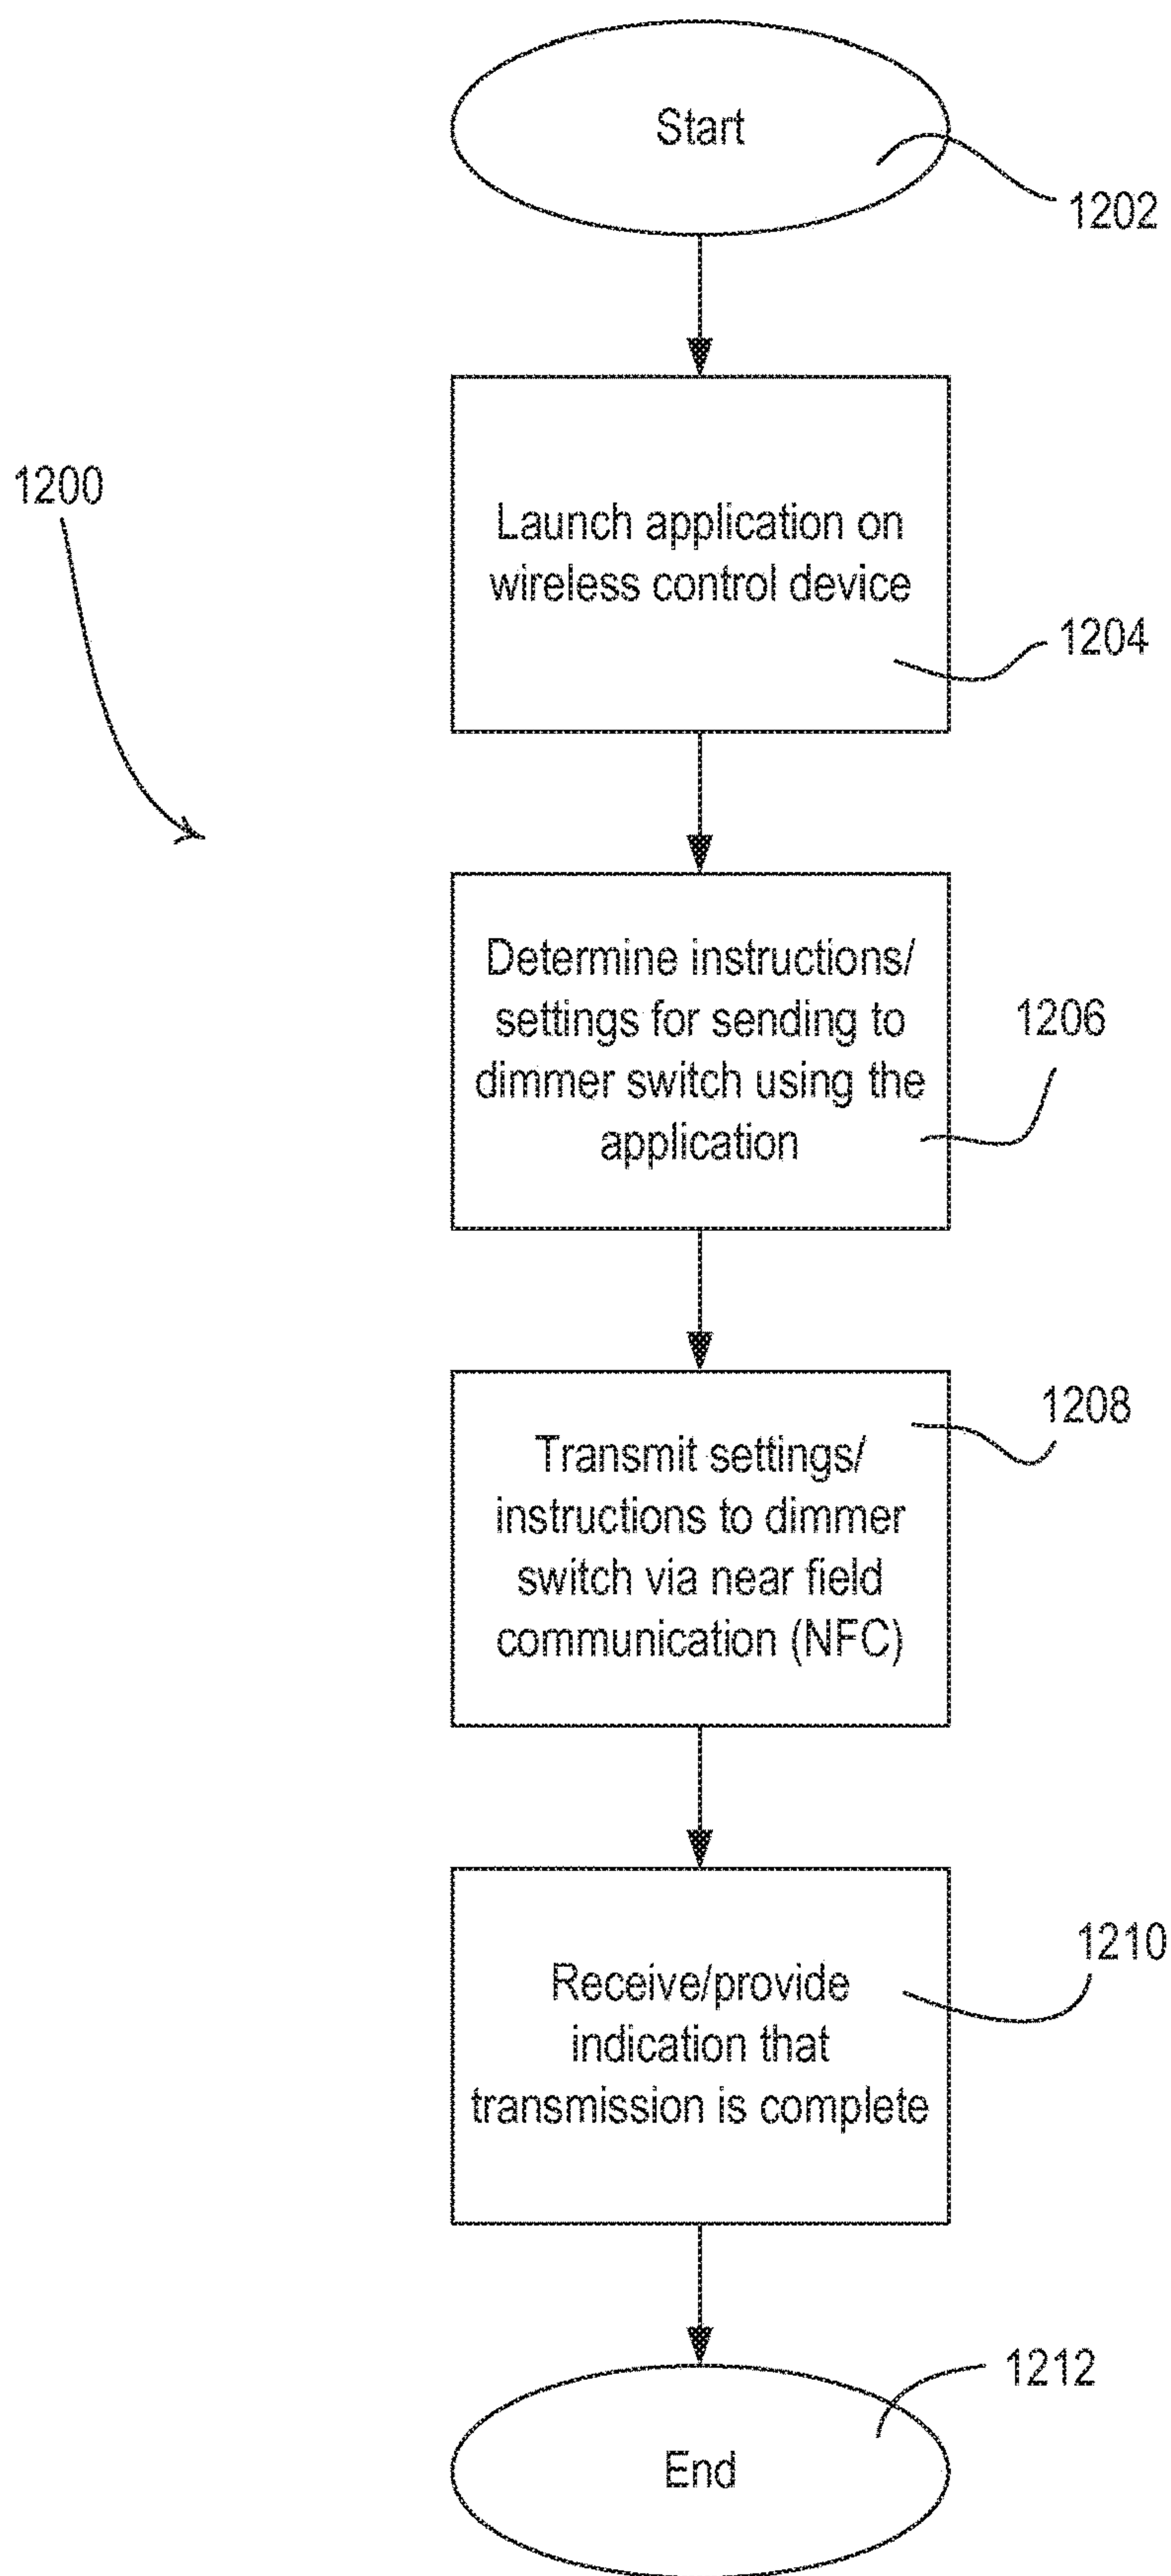 Start
1202
1200
Launch application on
wireless control device
1204
Determine instructions/
settings for sending to
dimmer switch using the
application
1206
1208
Transmit settings/
instructions to dimmer
switch via near field
communication (NFC)
1210
Receive/provide
indication that
transmission is complete
1212
End